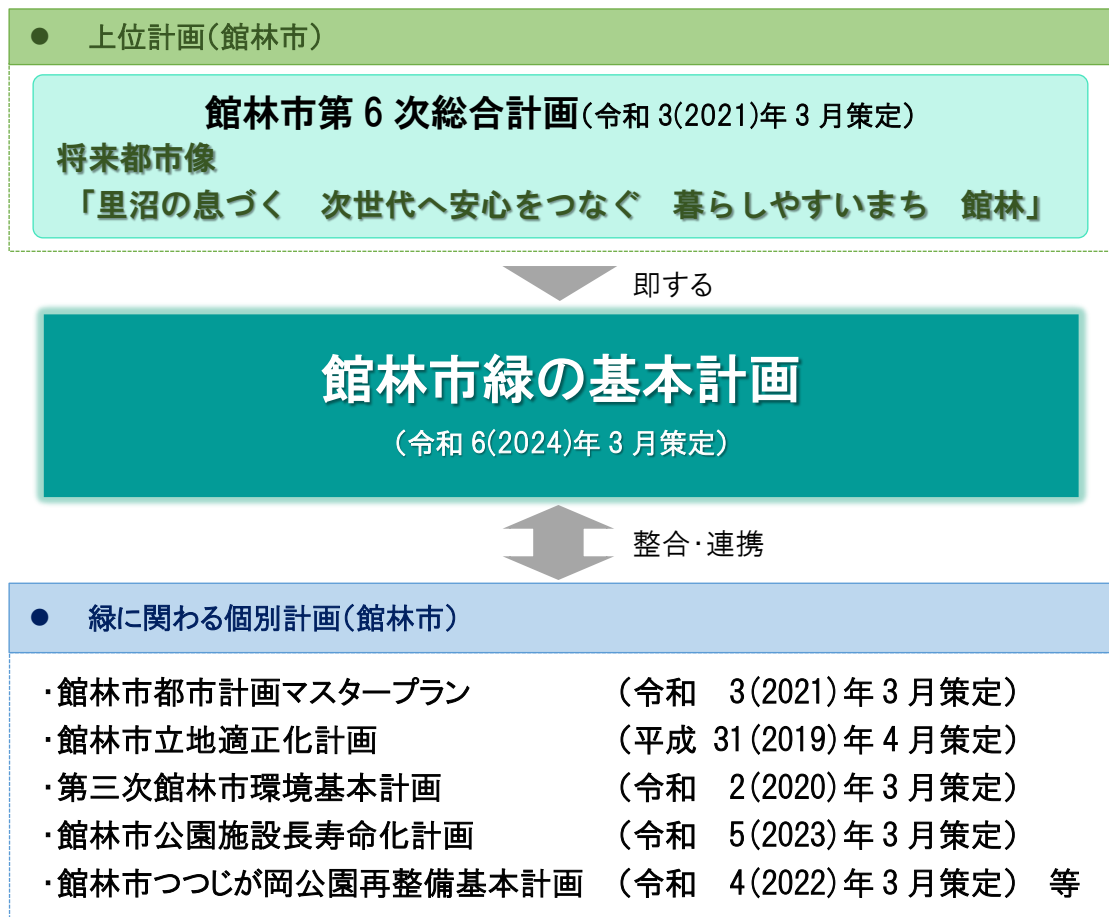 ● 上位計画（館林市）
館林市第6次総合計画（令和3(2021)年3月策定）
将来都市像
「里沼の息づく　次世代へ安心をつなぐ　暮らしやすいまち　館林」
即する
館林市緑の基本計画
（令和6(2024)年3月策定）
整合・連携
● 緑に関わる個別計画（館林市）
・館林市都市計画マスタープラン　（令和　3(2021)年3月策定）
・館林市立地適正化計画　（平成 31(2019)年4月策定）
・第三次館林市環境基本計画　（令和　2(2020)年3月策定）
・館林市公園施設長寿命化計画　（令和　5(2023)年3月策定）
・館林市つつじが岡公園再整備基本計画　（令和　4(2022)年3月策定）　等